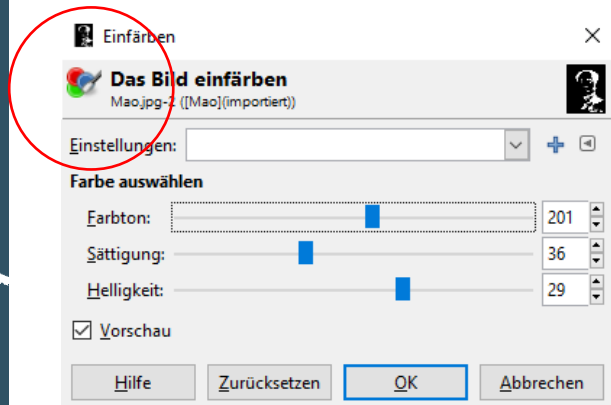 Einfärben
Das Bild einfärben
Mao.jpg-2 ([Mao](importiert))
Einstellungen:
Farbe auswählen
Farbton: 201
Sättigung: 36
Helligkeit: 29
Vorschau
Hilfe Zurücksetzen OK Abbrechen